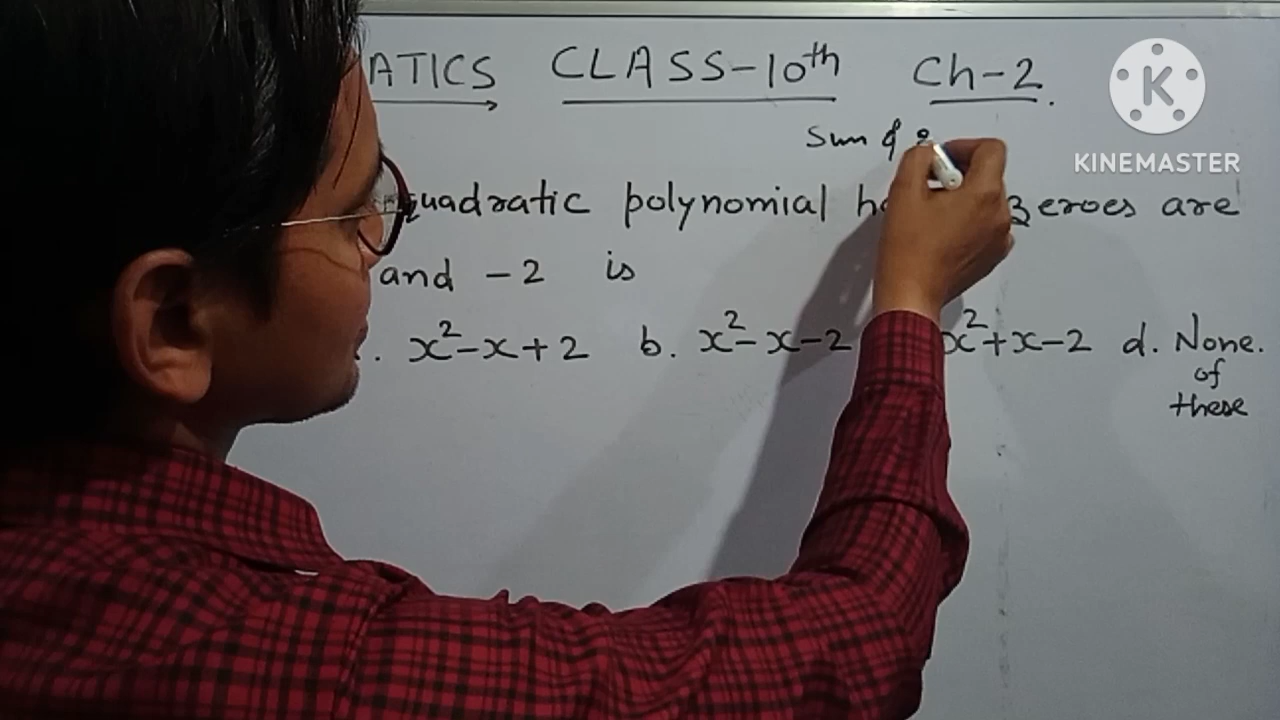 ATICS CLASS-10th Ch-2.
Sum of
quadratic polynomial zeroes are
and -2 is
. x²-x+2 b. x²-x-2 x²+x-2 d. None.
of
these
K
KINEMASTER